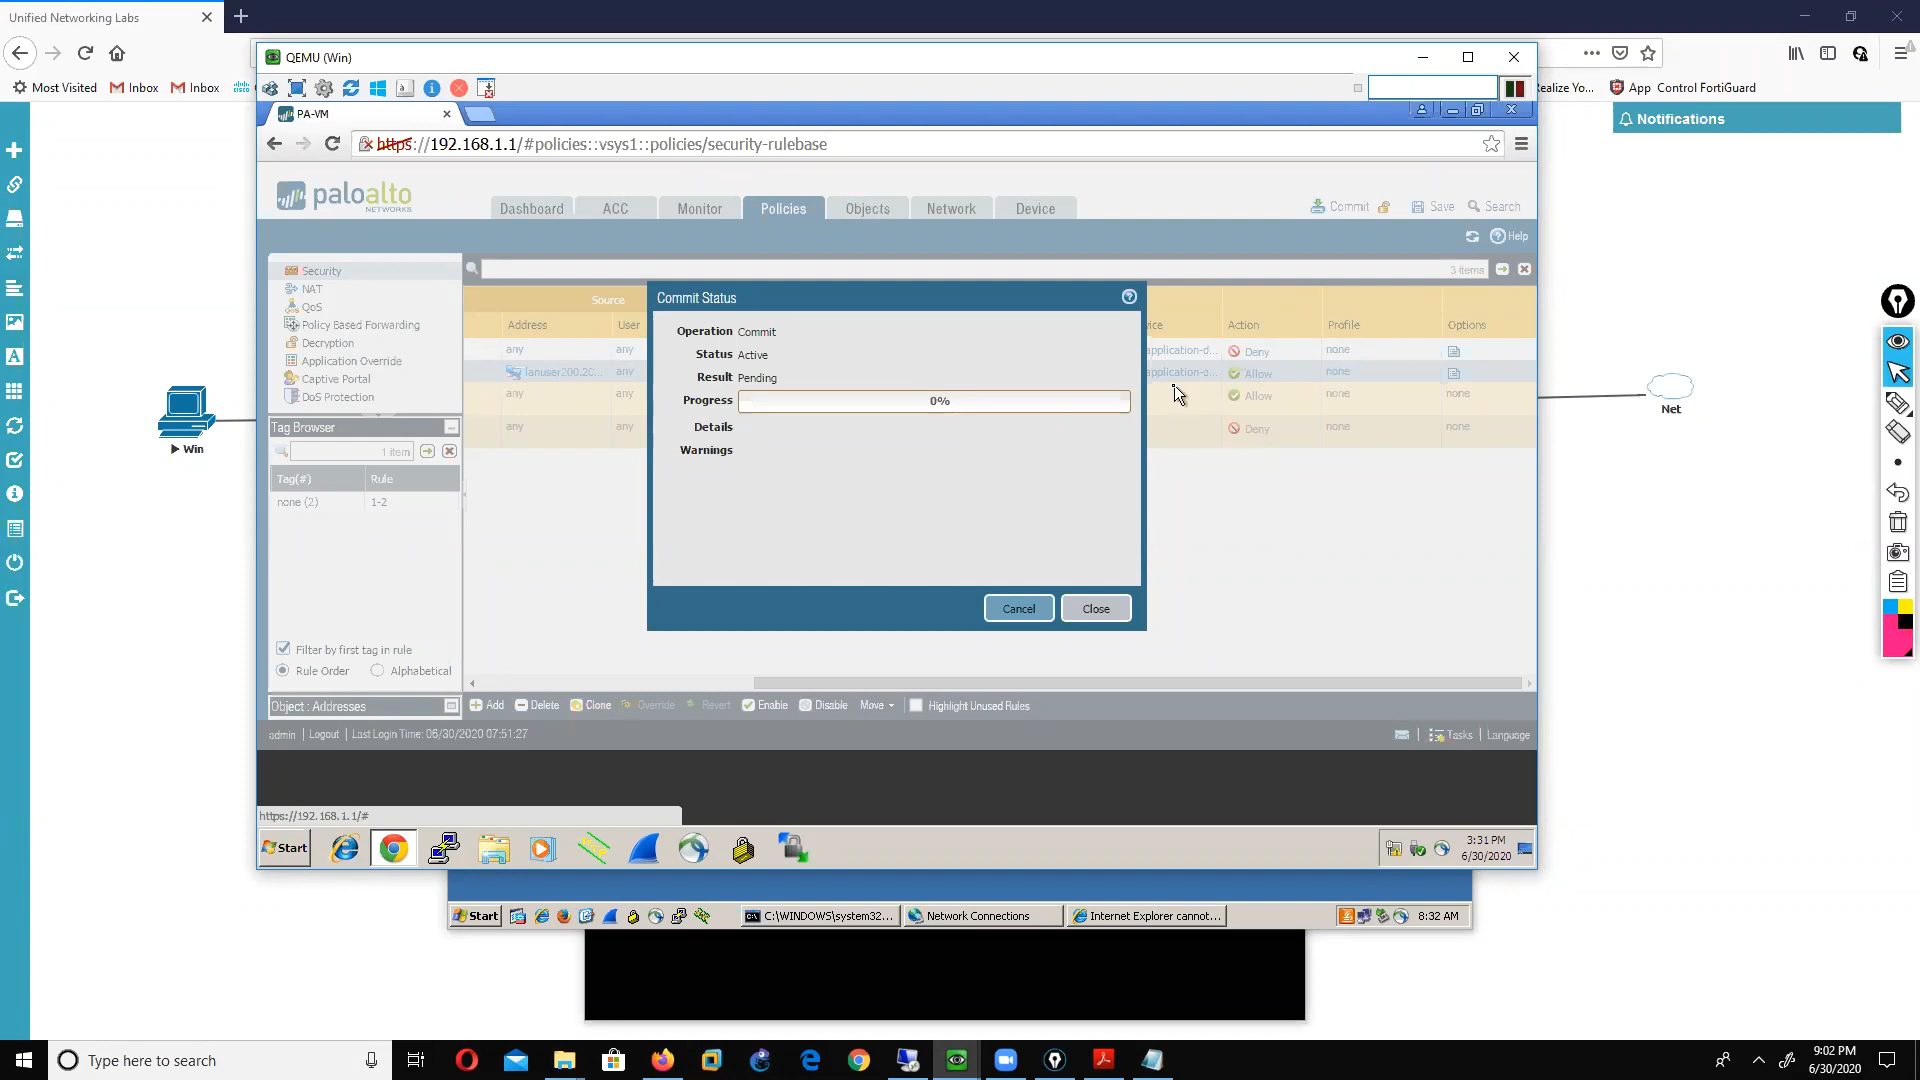 Unified Networking Labs
Most Visited
Inbox
Inbox
QEMU (Win)
Realize Yo...
App Control FortiGuard
PA-VM
Notifications
https://192.168.1.1/#policies::vsys1::policies/security-rulebase
paloalto
NETWORKS
Dashboard
ACC
Monitor
Policies
Objects
Network
Device
Commit
Save
Search
Help
Security
NAT
QoS
Policy Based Forwarding
Decryption
Application Override
Captive Portal
DoS Protection
3 items
Source
Address
User
Action
Profile
Options
any any application-d... Deny none
lanuser200.20... any application-d... Allow none
any any Allow none none
any any Deny none none
Commit Status
Operation Commit
Status Active
Result Pending
Progress 0%
Details
Warnings
Cancel
Close
Win
Net
Tag Browser
1 item
Tag(#) Rule
none (2) 1-2
Filter by first tag in rule
Rule Order
Alphabetical
Object : Addresses
Add
Delete
Clone
Override
Revert
Enable
Disable
Move
Highlight Unused Rules
admin | Logout | Last Login Time: 06/30/2020 07:51:27
Tasks | Language
https://192.168.1.1/#
Start
3:31 PM
6/30/2020
Start
C:\WINDOWS\system32...
Network Connections
Internet Explorer cannot...
8:32 AM
Type here to search
9:02 PM
6/30/2020